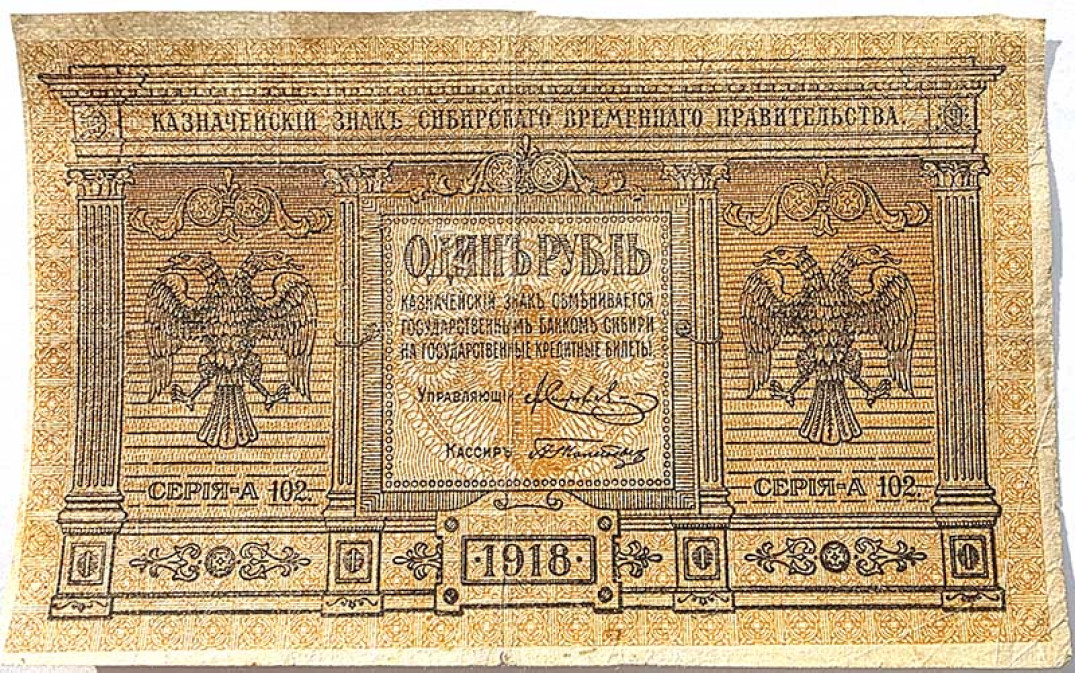 КАЗНАЧЕЙСКІЙ ЗНАКЪ СИБИРСКАГО ВРЕМЕННАГО ПРАВИТЕЛЬСТВА.
ОДИНЪ РУБЛЬ
КАЗНАЧЕЙСКІЙ ЗНАКЪ ОБМѢНИВАЕТСЯ
ГОСУДАРСТВЕННЫМЪ БАНКОМЪ СИБИРИ
НА ГОСУДАРСТВЕННЫЕ КРЕДИТНЫЕ БИЛЕТЫ.
УПРАВЛЯЮЩІЙ
КАССИРЪ
СЕРІЯ-А 102.
СЕРІЯ-А 102.
·1918·